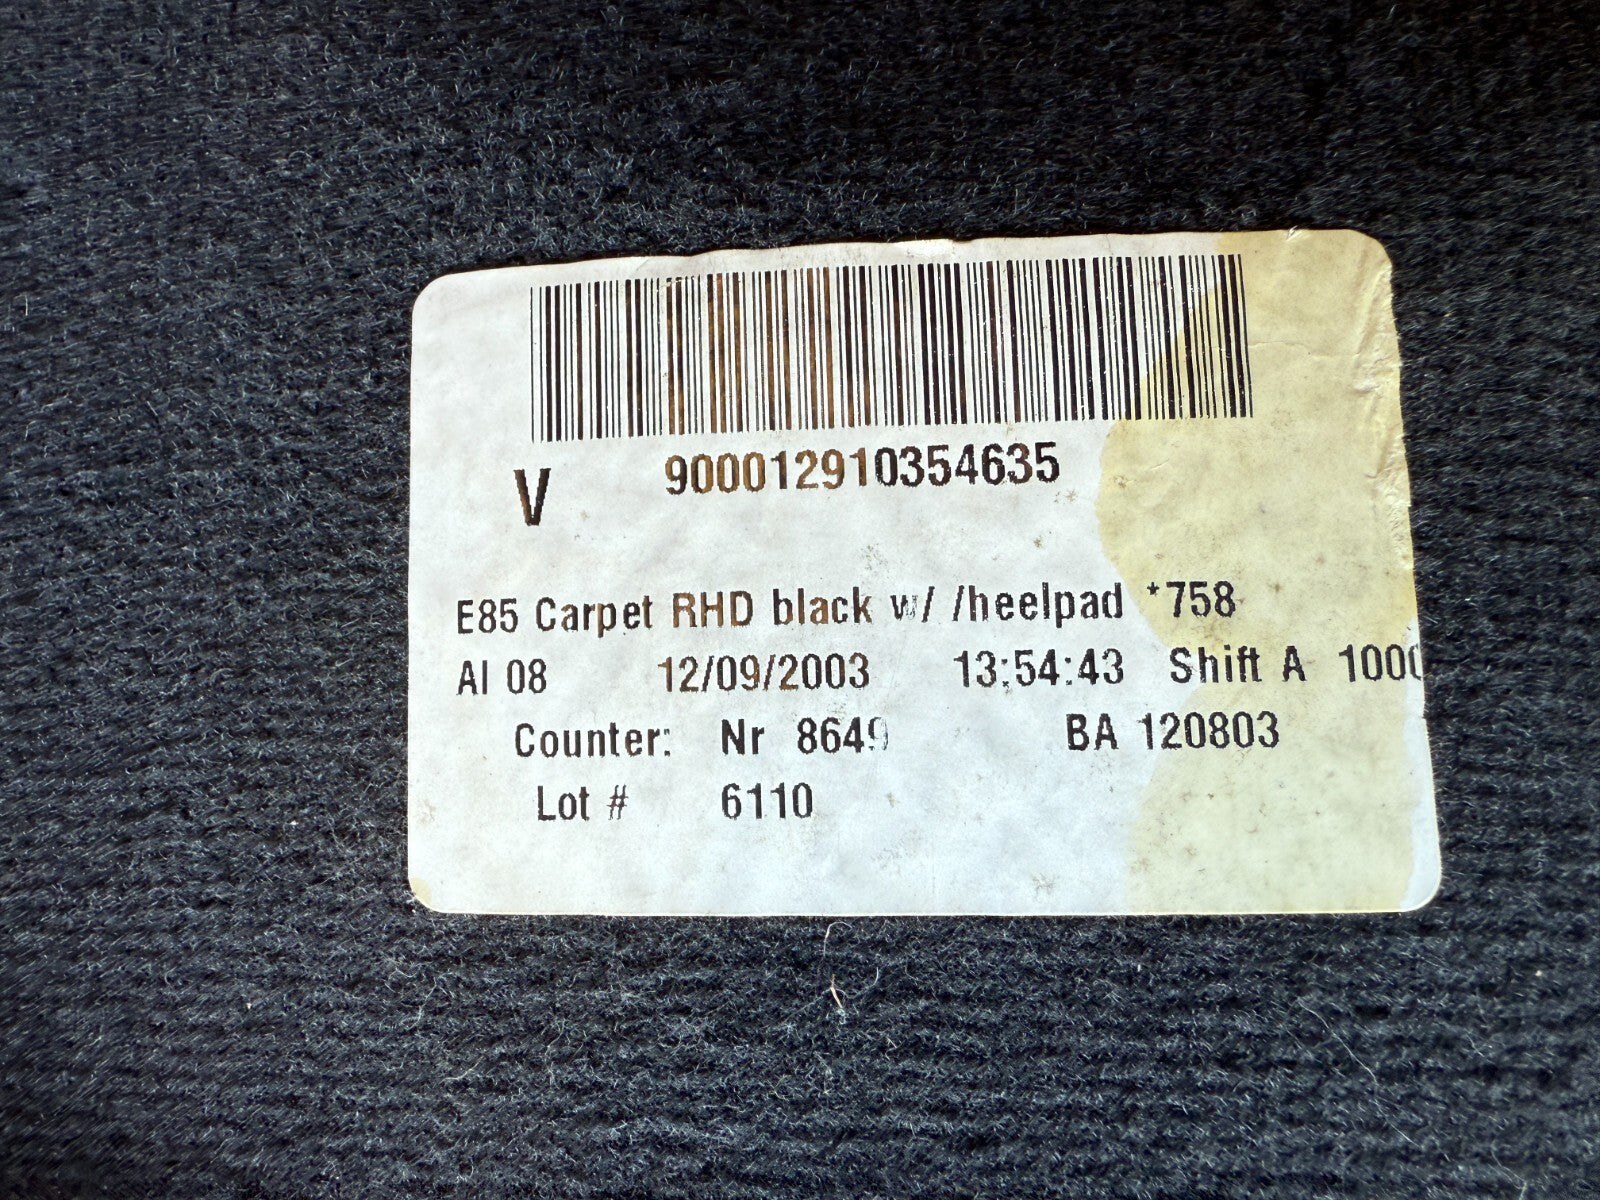 900012910354635
V
E85 Carpet RHD black w/ /heelpad *758
AI 08 12/09/2003 13:54:43 Shift A 1000
Counter: Nr 8649 BA 120803
Lot # 6110